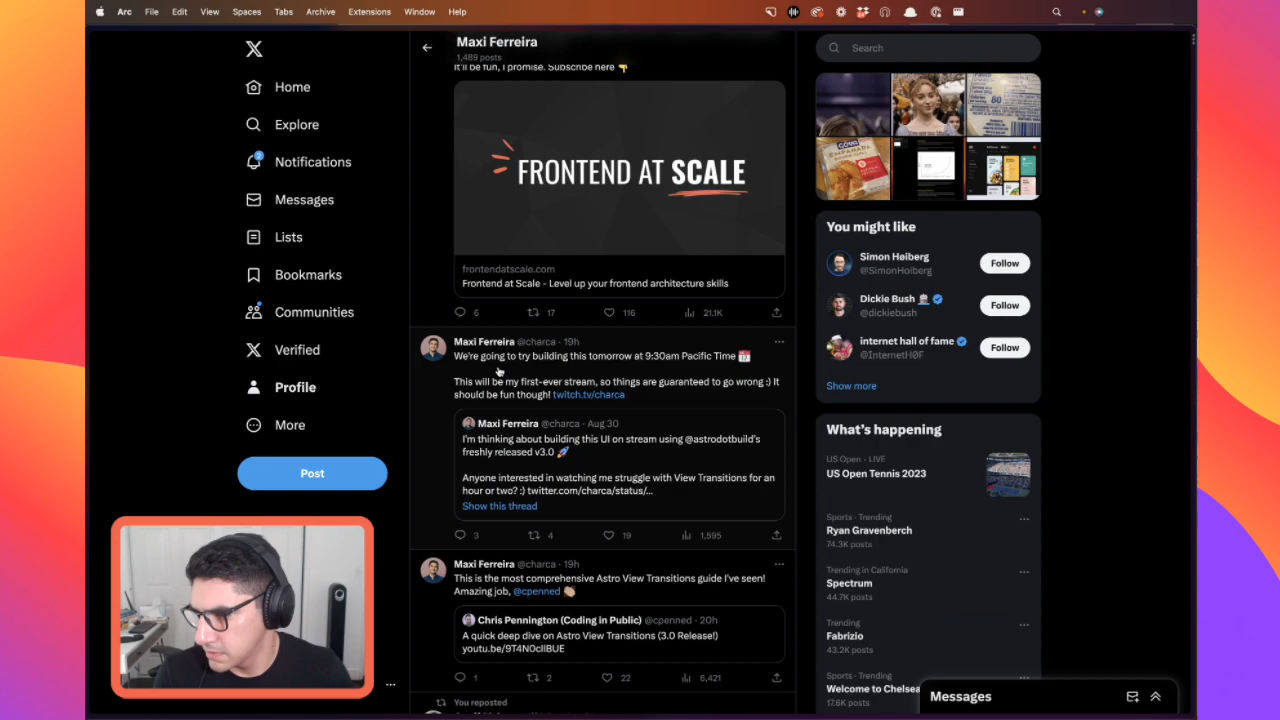 Arc File Edit View Spaces Tabs Archive Extensions Window Help
Home
Explore
2
Notifications
Messages
Lists
Bookmarks
Communities
Verified
Profile
More
Post
Maxi Ferreira
1,489 posts
It'll be fun, I promise. Subscribe here
FRONTEND AT SCALE
frontendatscale.com
Frontend at Scale - Level up your frontend architecture skills
6 17 116 21.1K
Maxi Ferreira @charca · 19h
We're going to try building this tomorrow at 9:30am Pacific Time
This will be my first-ever stream, so things are guaranteed to go wrong :) It
should be fun though! twitch.tv/charca
Maxi Ferreira @charca · Aug 30
I'm thinking about building this UI on stream using @astrodotbuild's
freshly released v3.0
Anyone interested in watching me struggle with View Transitions for an
hour or two? :) twitter.com/charca/status/...
Show this thread
3 4 19 1,595
Maxi Ferreira @charca · 19h
This is the most comprehensive Astro View Transitions guide I've seen!
Amazing job, @cpenned
Chris Pennington (Coding in Public) @cpenned · 20h
A quick deep dive on Astro View Transitions (3.0 Release!)
youtu.be/9T4N0cIlBUE
1 2 22 6,421
You reposted
Search
You might like
Simon Høiberg
@SimonHoiberg
Follow
Dickie Bush
@dickiebush
Follow
internet hall of fame
@InternetH0F
Follow
Show more
What's happening
US Open · LIVE
US Open Tennis 2023
Sports · Trending
Ryan Gravenberch
74.3K posts
Trending in California
Spectrum
44.7K posts
Trending
Fabrizio
43.2K posts
Sports · Trending
Welcome to Chelsea
17.6K posts
Messages